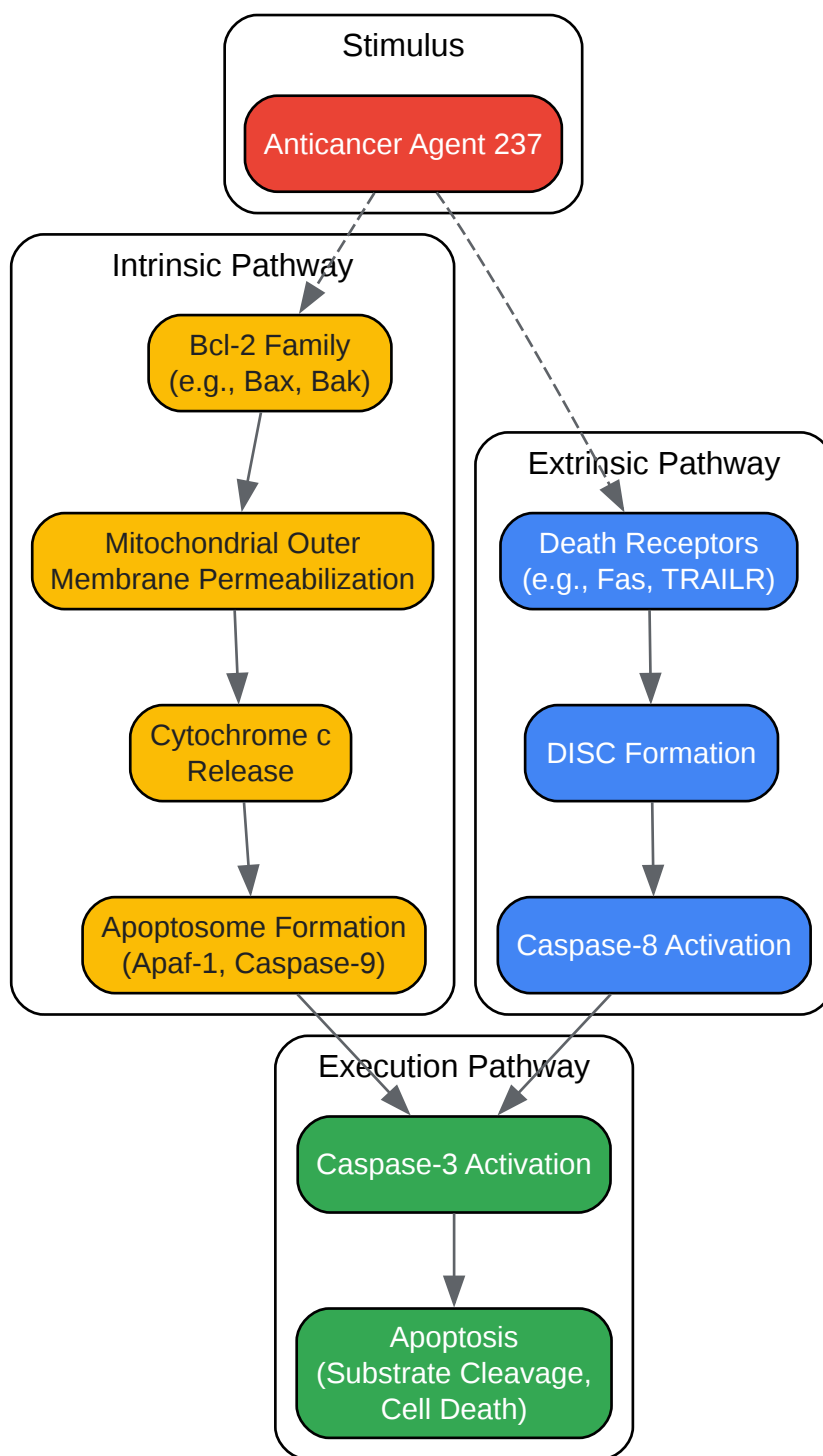 Stimulus
Anticancer Agent 237
Intrinsic Pathway
Bcl-2 Family
(e.g., Bax, Bak)
Mitochondrial Outer
Membrane Permeabilization
Cytochrome c
Release
Apoptosome Formation
(Apaf-1, Caspase-9)
Extrinsic Pathway
Death Receptors
(e.g., Fas, TRAILR)
DISC Formation
Caspase-8 Activation
Execution Pathway
Caspase-3 Activation
Apoptosis
(Substrate Cleavage,
Cell Death)